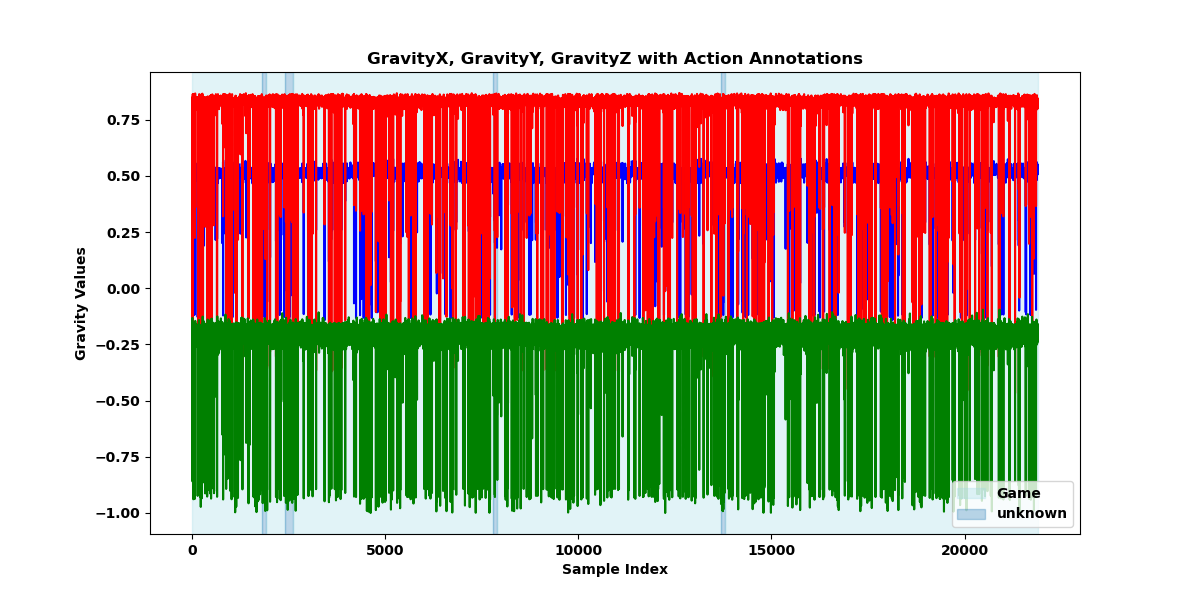 GravityX, GravityY, GravityZ with Action Annotations
Gravity Values
0.75
0.50
0.25
0.00
−0.25
−0.50
−0.75
−1.00
Game
unknown
0 5000 10000 15000 20000
Sample Index